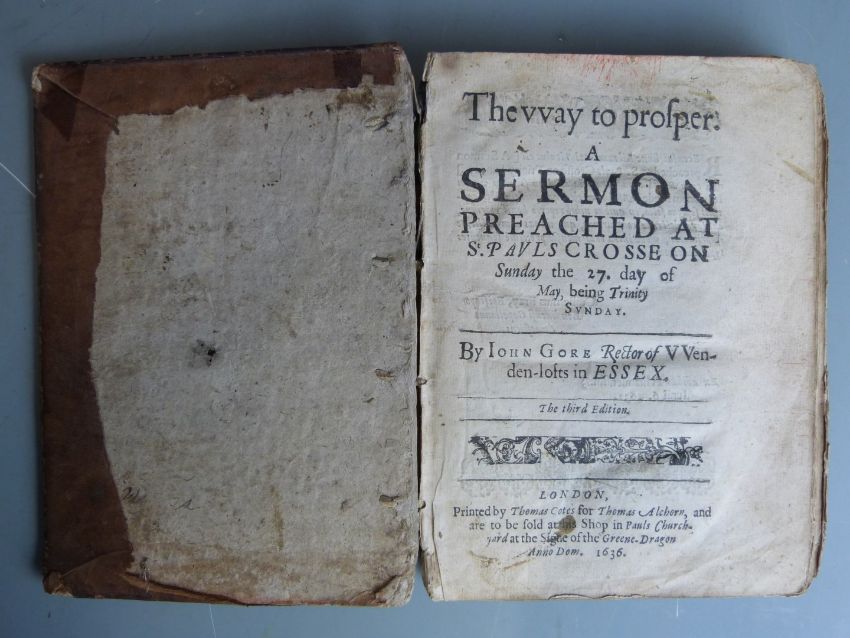 The vvay to proſper.
A
SERMON
PREACHED AT
St. PAVLS CROSSE ON
Sunday the 27. day of
May, being Trinity
SVNDAY.
By IOHN GORE Rector of VVen-
den-lofts in ESSEX.
The third Edition.
LONDON,
Printed by Thomas Cotes for Thomas Alchorn, and
are to be ſold at his Shop in Pauls Church-
yard at the Signe of the Greene-Dragon
Anno Dom. 1636.